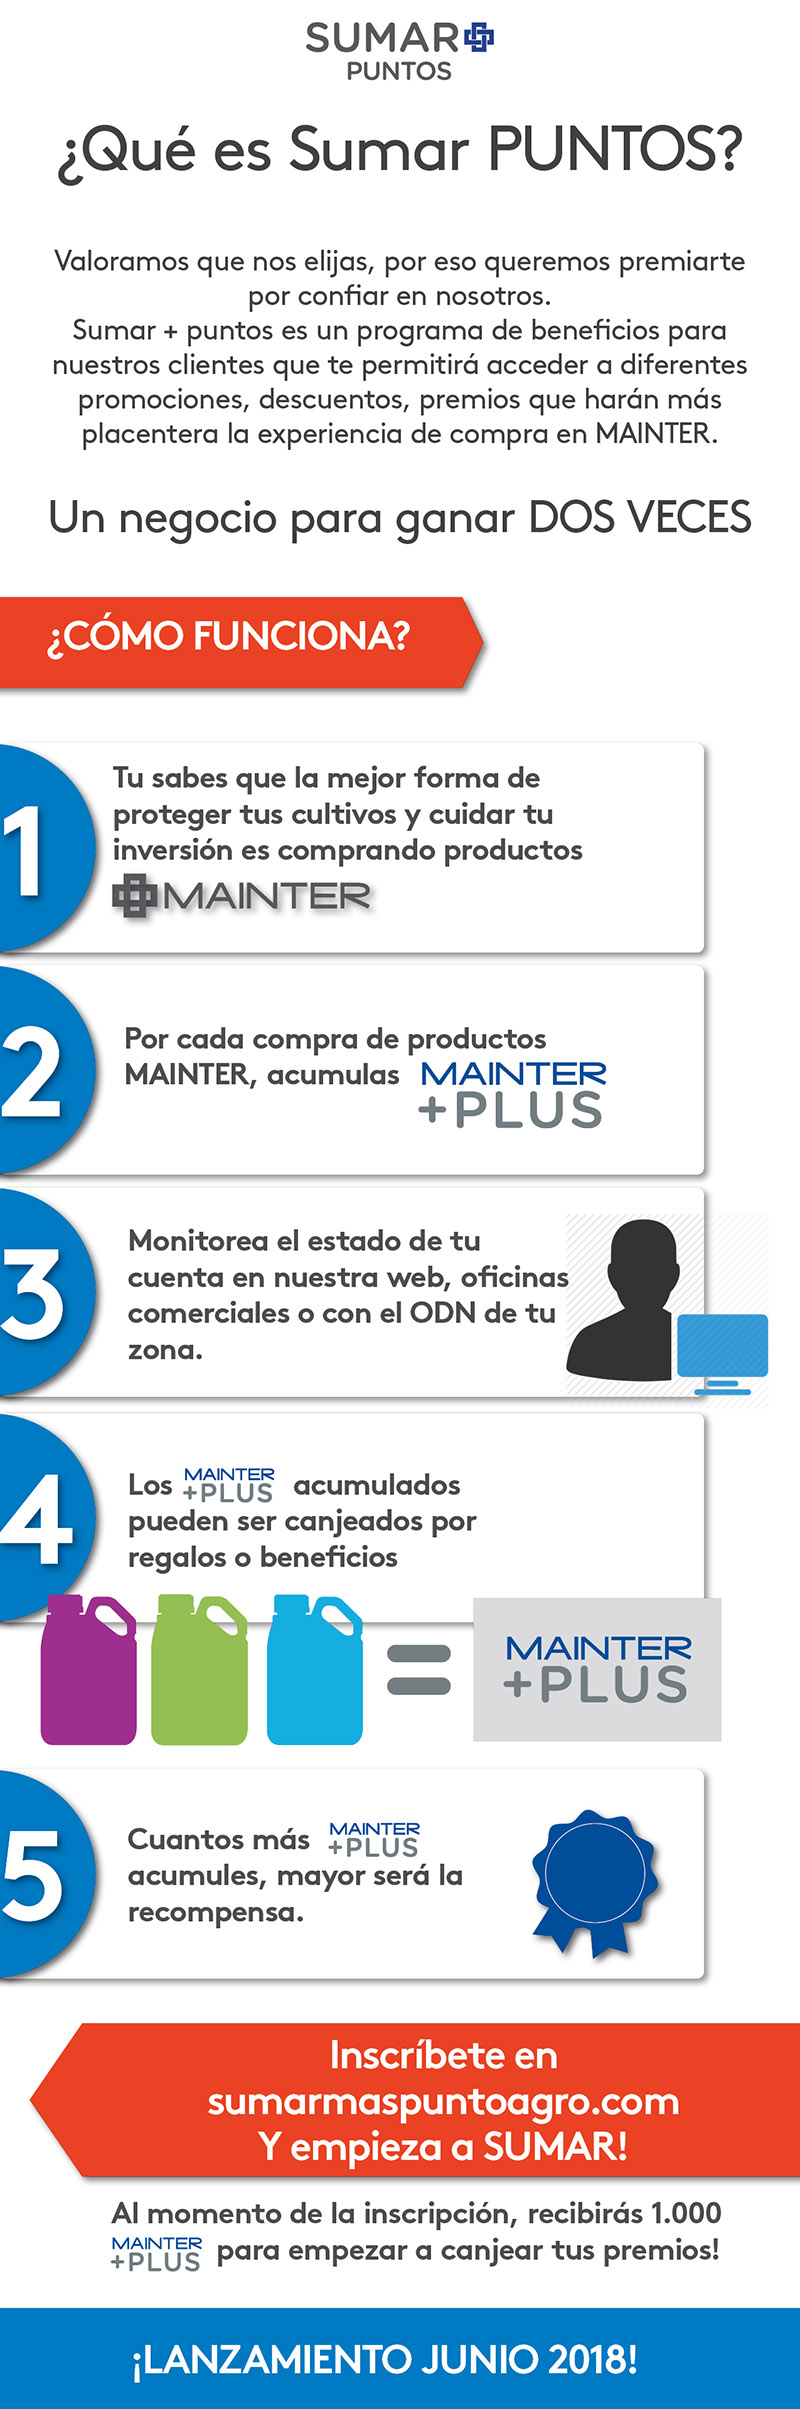 SUMAR
PUNTOS
¿Qué es Sumar PUNTOS?
Valoramos que nos elijas, por eso queremos premiarte
por confiar en nosotros.
Sumar + puntos es un programa de beneficios para
nuestros clientes que te permitirá acceder a diferentes
promociones, descuentos, premios que harán más
placentera la experiencia de compra en MAINTER.
Un negocio para ganar DOS VECES
¿CÓMO FUNCIONA?
1
Tu sabes que la mejor forma de
proteger tus cultivos y cuidar tu
inversión es comprando productos
MAINTER
2
Por cada compra de productos
MAINTER, acumulas MAINTER
+PLUS
3
Monitorea el estado de tu
cuenta en nuestra web, oficinas
comerciales o con el ODN de tu
zona.
4
Los MAINTER +PLUS acumulados
pueden ser canjeados por
regalos o beneficios
=
MAINTER
+PLUS
5
Cuantos más MAINTER +PLUS
acumules, mayor será la
recompensa.
Inscríbete en
sumarmaspuntoagro.com
Y empieza a SUMAR!
Al momento de la inscripción, recibirás 1.000
MAINTER +PLUS para empezar a canjear tus premios!
¡LANZAMIENTO JUNIO 2018!